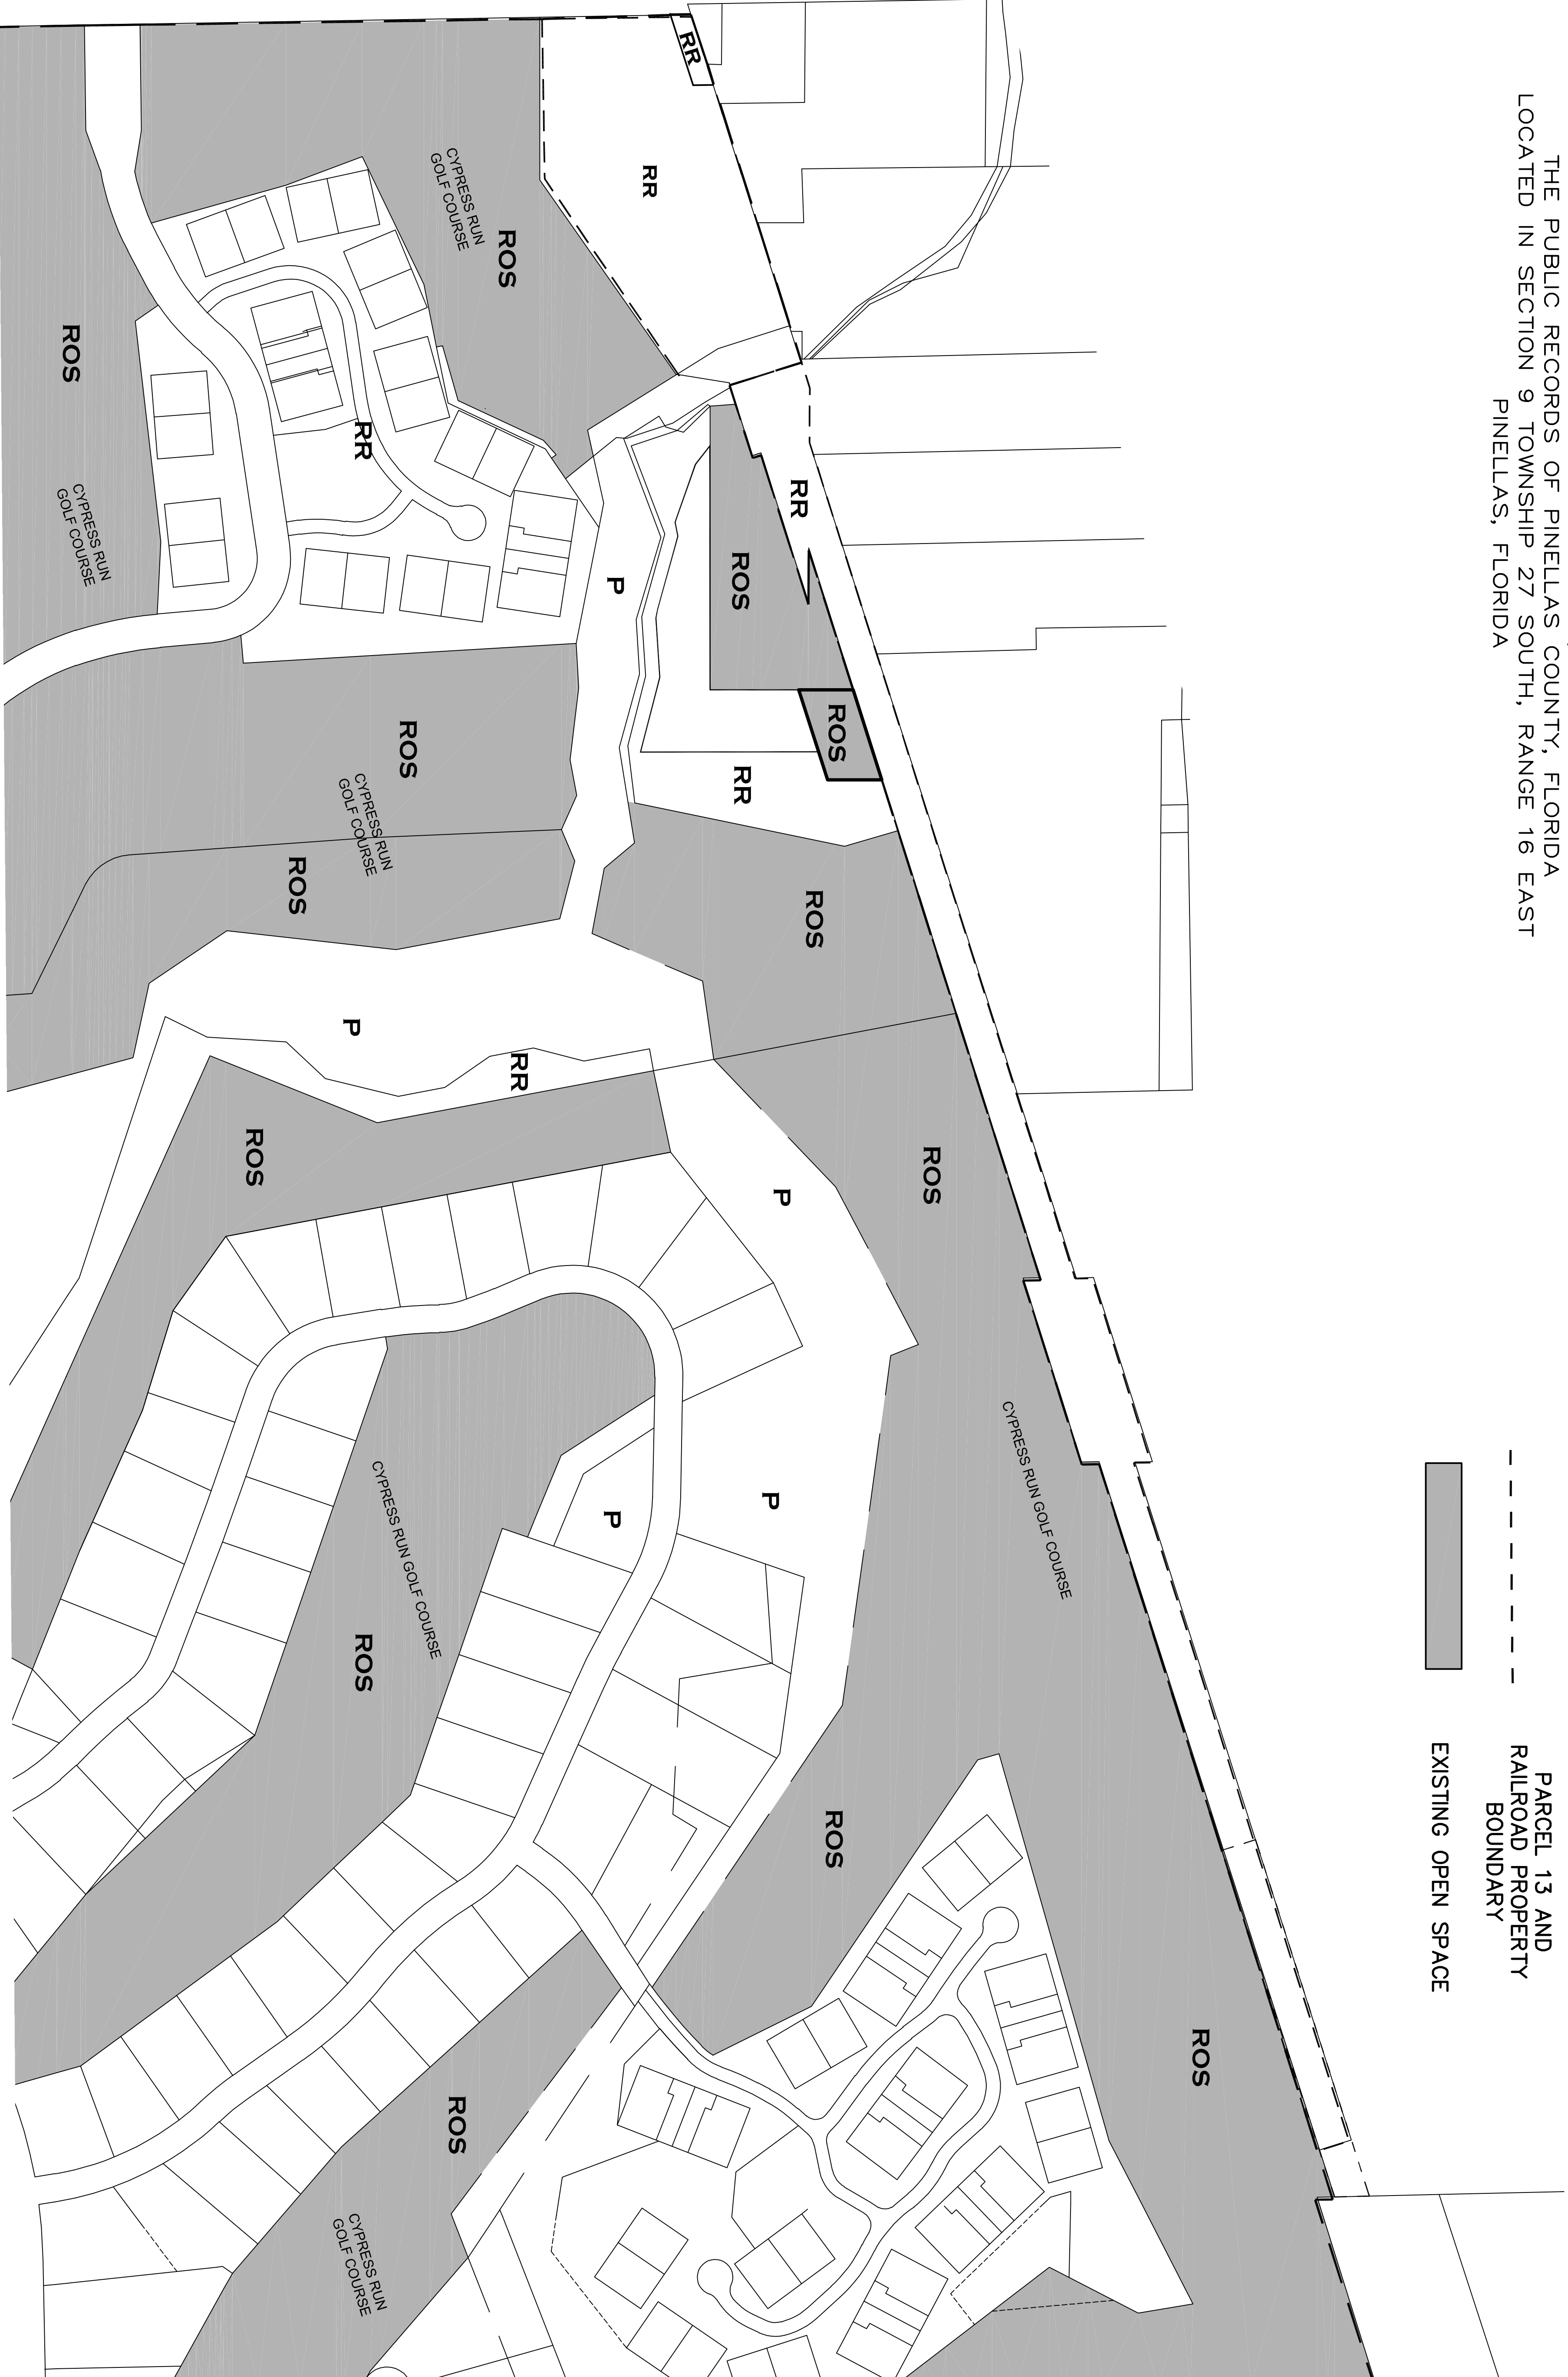 THE PUBLIC RECORDS OF PINELLAS COUNTY, FLORIDA
LOCATED IN SECTION 9 TOWNSHIP 27 SOUTH, RANGE 16 EAST
PINELLAS, FLORIDA
PARCEL 13 AND
RAILROAD PROPERTY
BOUNDARY
EXISTING OPEN SPACE
RR
RR
ROS
CYPRESS RUN
GOLF COURSE
ROS
CYPRESS RUN
GOLF COURSE
RR
RR
ROS
P
ROS
RR
ROS
CYPRESS RUN
GOLF COURSE
ROS
ROS
P
RR
ROS
ROS
P
CYPRESS RUN GOLF COURSE
P
P
CYPRESS RUN GOLF COURSE
ROS
ROS
ROS
ROS
CYPRESS RUN
GOLF COURSE